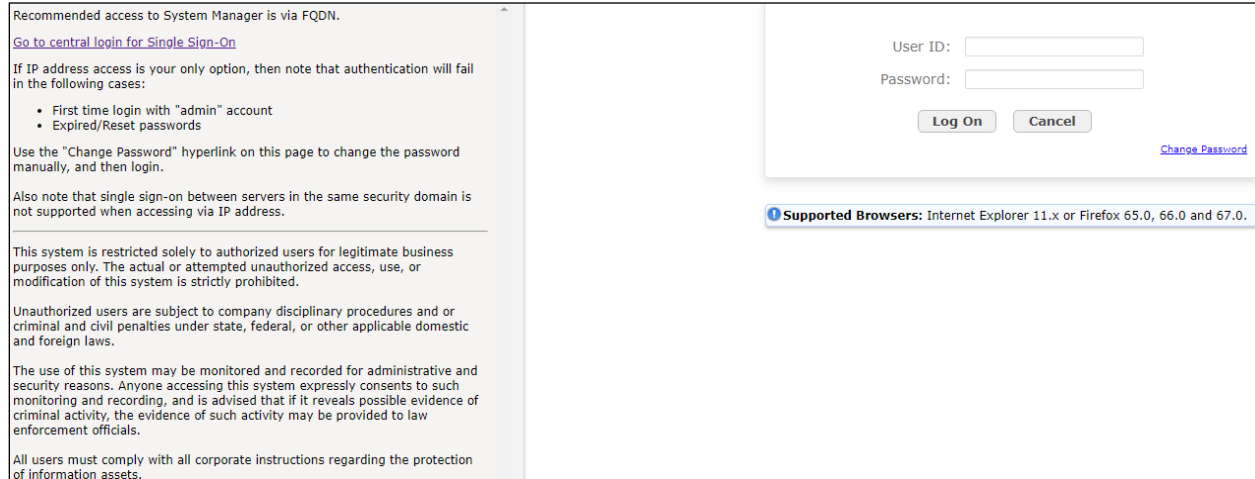 Recommended access to System Manager is via FQDN.
Go to central login for Single Sign-On
If IP address access is your only option, then note that authentication will fail
in the following cases:
• First time login with "admin" account
• Expired/Reset passwords
Use the "Change Password" hyperlink on this page to change the password
manually, and then login.
Also note that single sign-on between servers in the same security domain is
not supported when accessing via IP address.
This system is restricted solely to authorized users for legitimate business
purposes only. The actual or attempted unauthorized access, use, or
modification of this system is strictly prohibited.
Unauthorized users are subject to company disciplinary procedures and or
criminal and civil penalties under state, federal, or other applicable domestic
and foreign laws.
The use of this system may be monitored and recorded for administrative and
security reasons. Anyone accessing this system expressly consents to such
monitoring and recording, and is advised that if it reveals possible evidence of
criminal activity, the evidence of such activity may be provided to law
enforcement officials.
All users must comply with all corporate instructions regarding the protection
of information assets.
User ID:
Password:
Log On Cancel
Change Password
Supported Browsers: Internet Explorer 11.x or Firefox 65.0, 66.0 and 67.0.